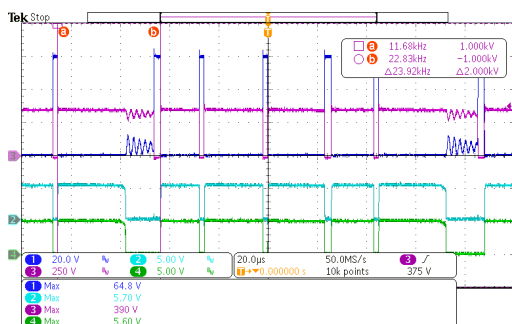 Tek Stop
a
b
T
a 11.68kHz 1.000kV
b 22.83kHz −1.000kV
△23.92kHz △2.000kV
3
2
4
1 20.0 V 2 5.00 V 20.0µs 50.0MS/s 3
3 250 V 4 5.00 V T→▼0.000000 s 10k points 375 V
1 Max 64.8 V
2 Max 5.70 V
3 Max 390 V
4 Max 5.60 V